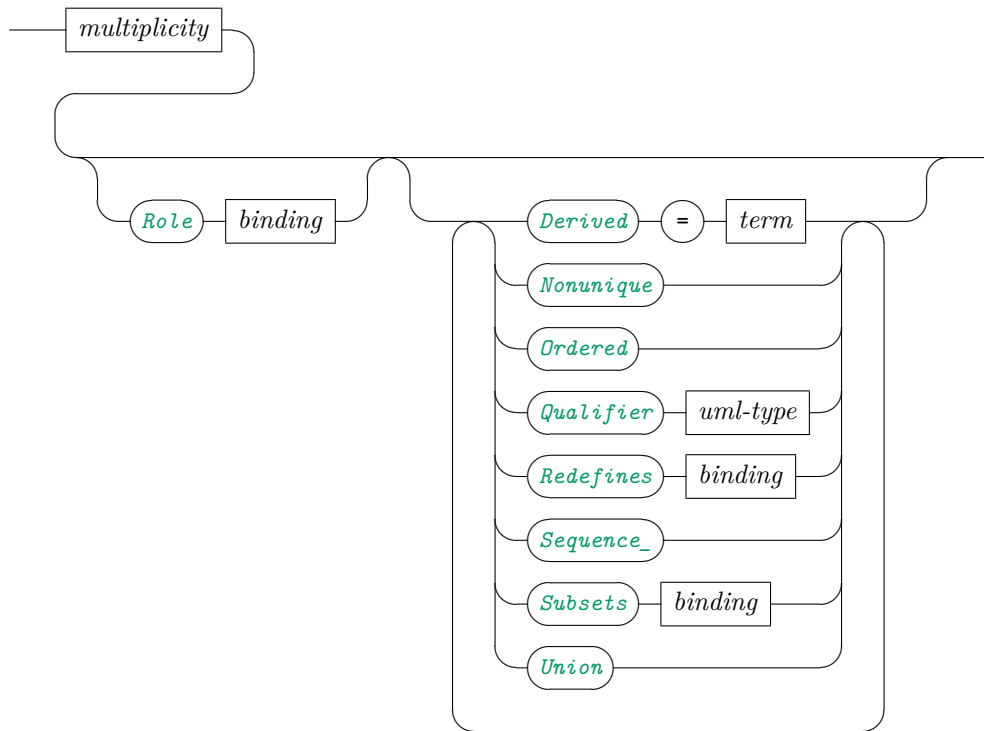 multiplicity
Role binding
Derived = term
Nonunique
Ordered
Qualifier uml-type
Redefines binding
Sequence_
Subsets binding
Union